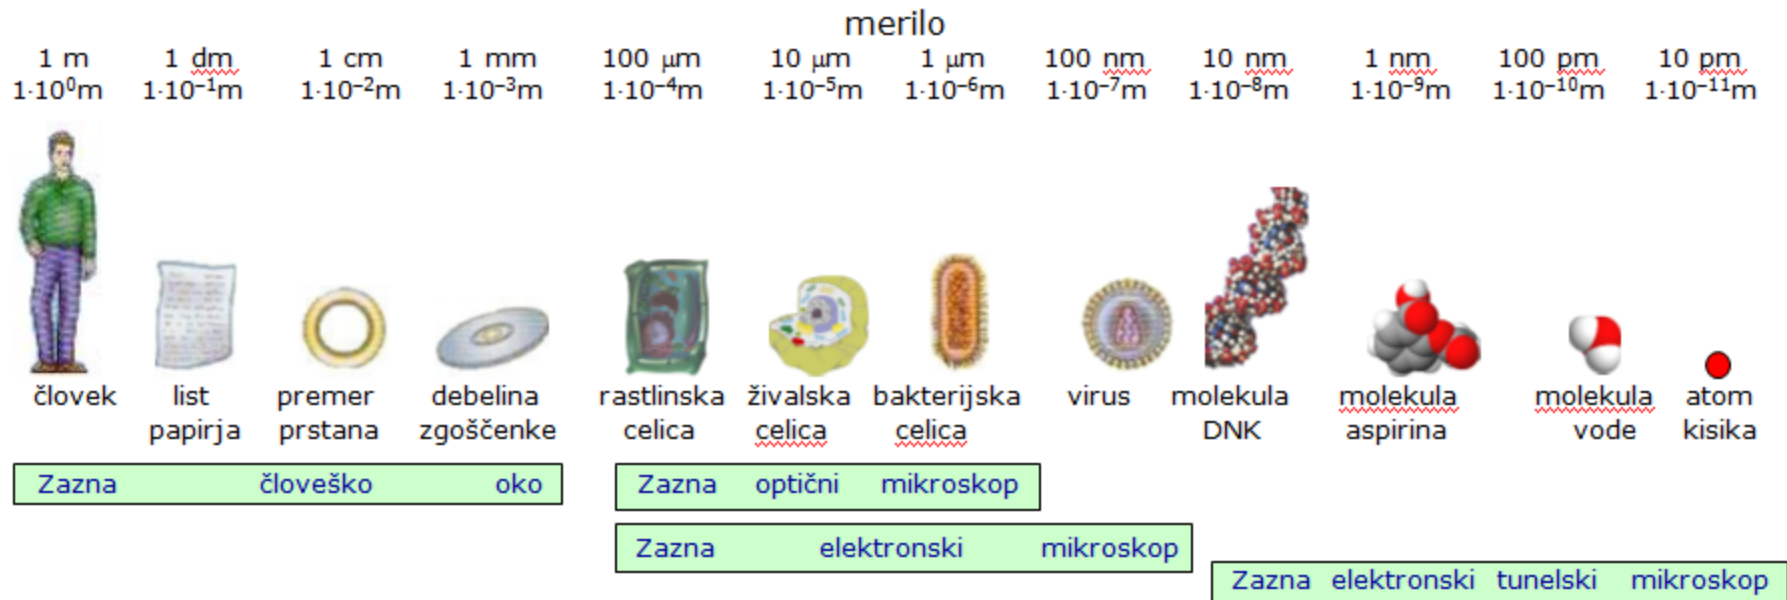 merilo
1 m 1 dm 1 cm 1 mm 100 μm 10 μm 1 μm 100 nm 10 nm 1 nm 100 pm 10 pm
1·10⁰m 1·10⁻¹m 1·10⁻²m 1·10⁻³m 1·10⁻⁴m 1·10⁻⁵m 1·10⁻⁶m 1·10⁻⁷m 1·10⁻⁸m 1·10⁻⁹m 1·10⁻¹⁰m 1·10⁻¹¹m
človek list premer debelina rastlinska živalska bakterijska virus molekula molekula molekula atom
papirja prstana zgoščenke celica celica celica DNK aspirina vode kisika
Zazna človeško oko
Zazna optični mikroskop
Zazna elektronski mikroskop
Zazna elektronski tunelski mikroskop